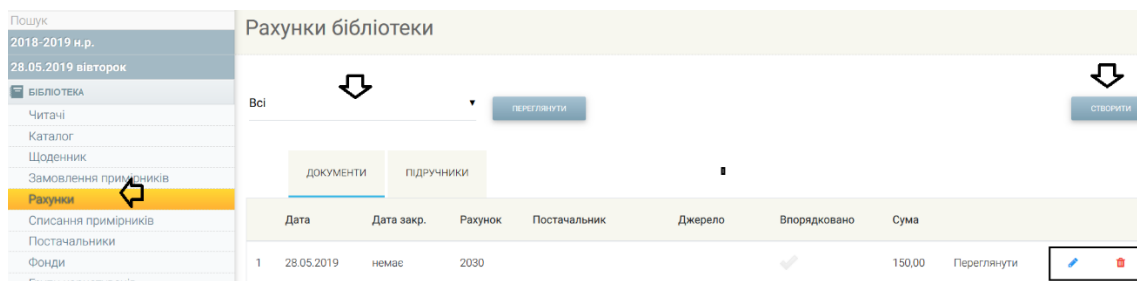 Пошук
2018-2019 н.р.
28.05.2019 вівторок
БІБЛІОТЕКА
Читачі
Каталог
Щоденник
Замовлення примірників
Рахунки
Списання примірників
Постачальники
Фонди
Рахунки бібліотеки
Всі
ПЕРЕГЛЯНУТИ
СТВОРИТИ
ДОКУМЕНТИ ПІДРУЧНИКИ
Дата Дата закр. Рахунок Постачальник Джерело Впорядковано Сума
1 28.05.2019 немає 2030 150,00 Переглянути